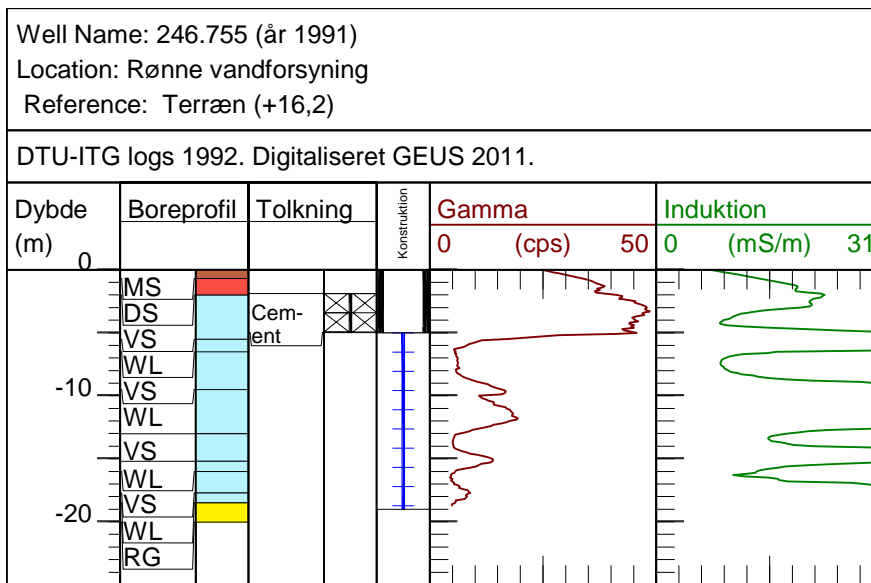 Well Name: 246.755 (år 1991)
Location: Rønne vandforsyning
Reference: Terræn (+16,2)
DTU-ITG logs 1992. Digitaliseret GEUS 2011.
Dybde (m)
Boreprofil
Tolkning
Konstruktion
Gamma
0 (cps) 50
Induktion
0 (mS/m) 31
0
MS
DS
Cem-
ent
VS
WL
-10
VS
WL
VS
WL
VS
-20
WL
RG